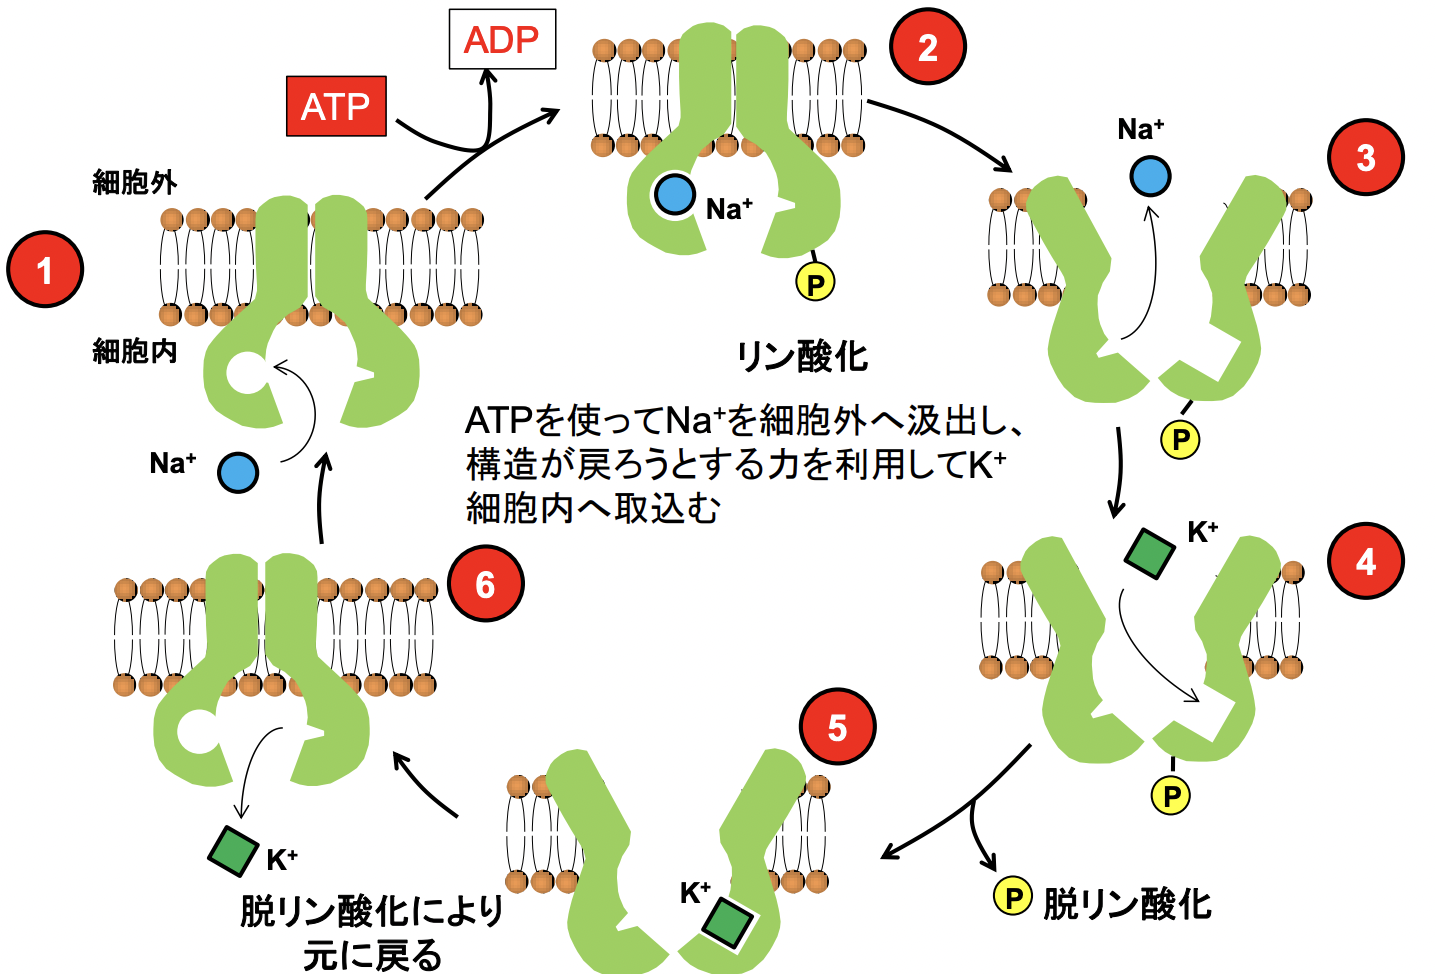 ADP
ATP
2
Na⁺
3
細胞外
1
Na⁺
P
細胞内
リン酸化
P
ATPを使ってNa⁺を細胞外へ汲出し、
構造が戻ろうとする力を利用してK⁺
細胞内へ取込む
Na⁺
K⁺
4
6
5
P
K⁺
K⁺
P
脱リン酸化
脱リン酸化により
元に戻る